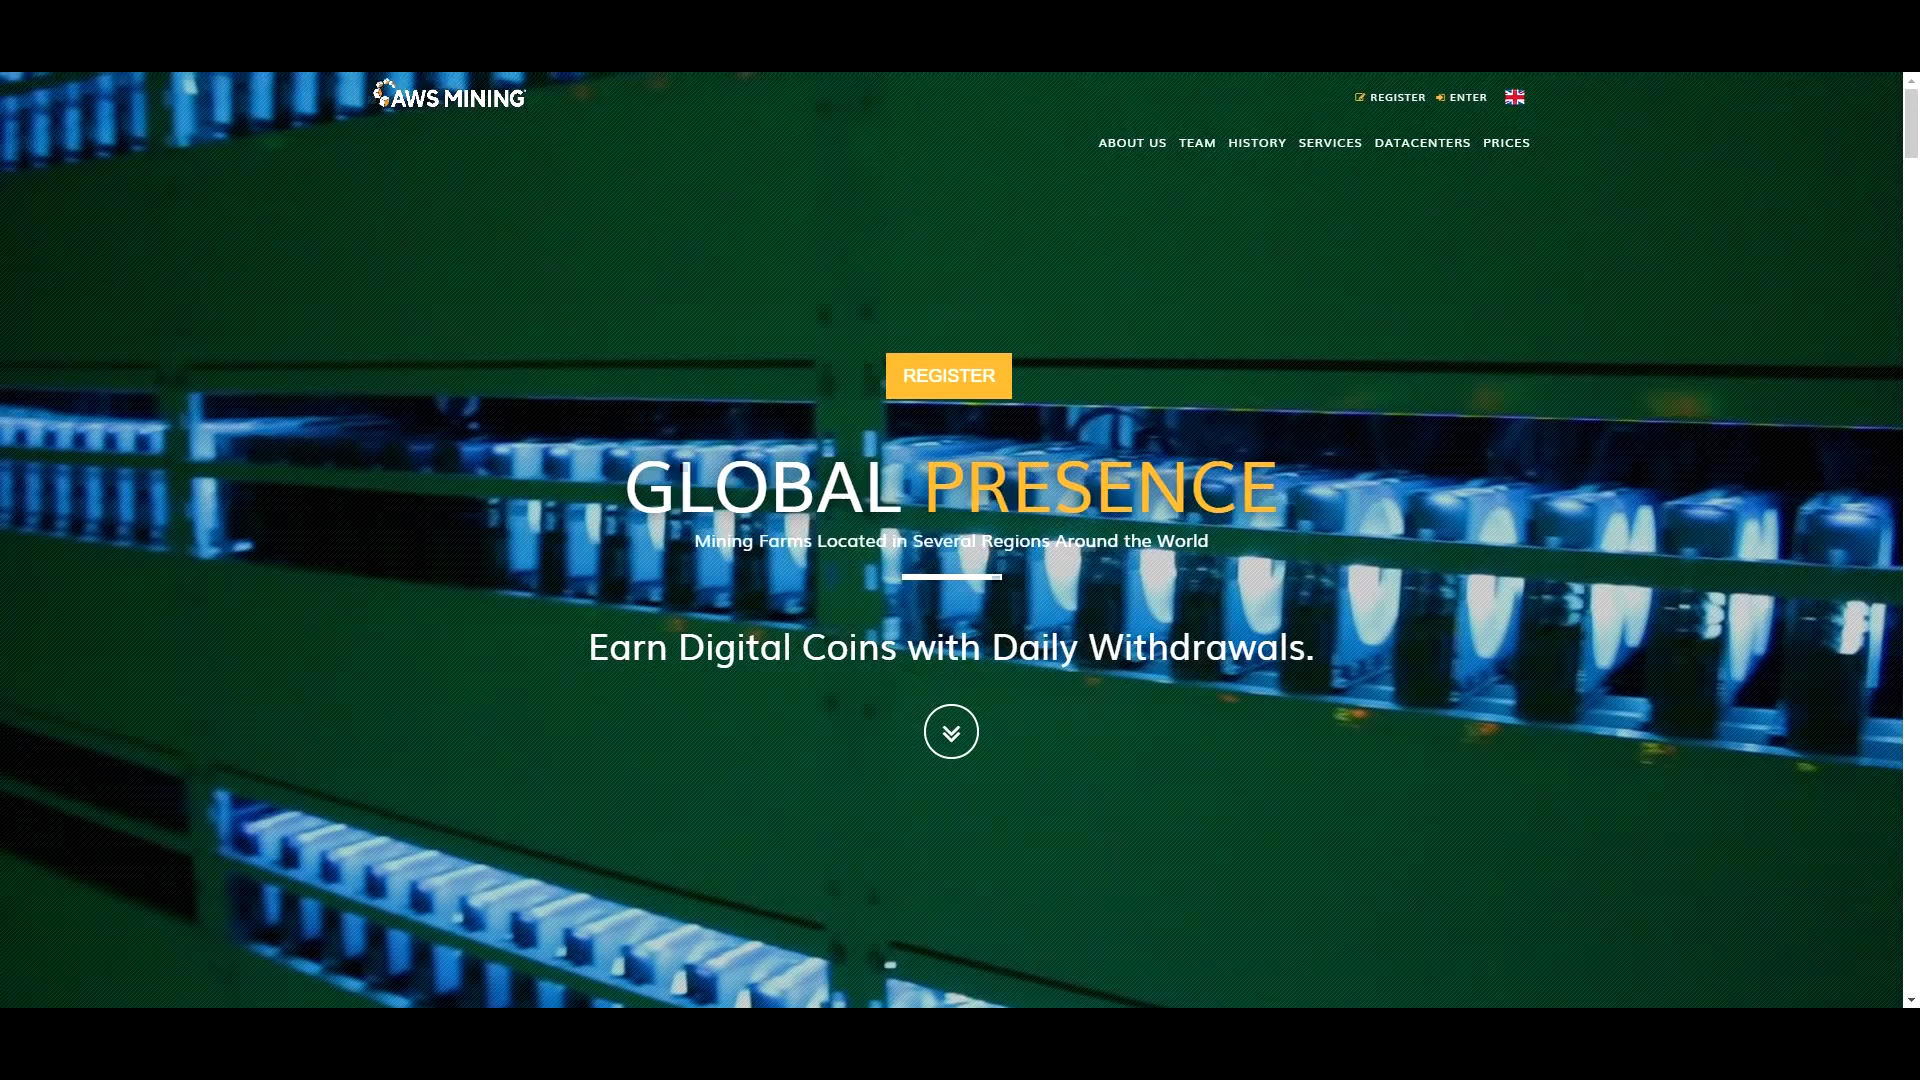 AWS MINING
REGISTER ENTER
ABOUT US TEAM HISTORY SERVICES DATACENTERS PRICES
REGISTER
GLOBAL PRESENCE
Mining Farms Located in Several Regions Around the World
Earn Digital Coins with Daily Withdrawals.